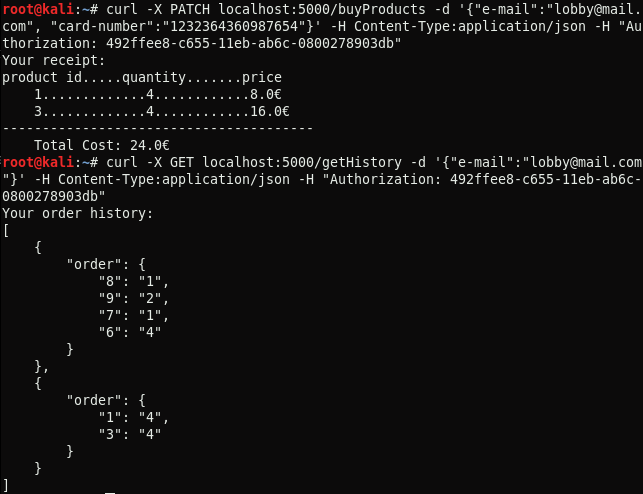 root@kali:~# curl -X PATCH localhost:5000/buyProducts -d '{"e-mail":"lobby@mail.
com", "card-number":"1232364360987654"}' -H Content-Type:application/json -H "Au
thorization: 492ffee8-c655-11eb-ab6c-0800278903db"
Your receipt:
product id.....quantity.......price
    1.............4............8.0€
    3.............4............16.0€
---------------------------------------
    Total Cost: 24.0€
root@kali:~# curl -X GET localhost:5000/getHistory -d '{"e-mail":"lobby@mail.com
"}' -H Content-Type:application/json -H "Authorization: 492ffee8-c655-11eb-ab6c-
0800278903db"
Your order history:
[
    {
        "order": {
            "8": "1",
            "9": "2",
            "7": "1",
            "6": "4"
        }
    },
    {
        "order": {
            "1": "4",
            "3": "4"
        }
    }
]